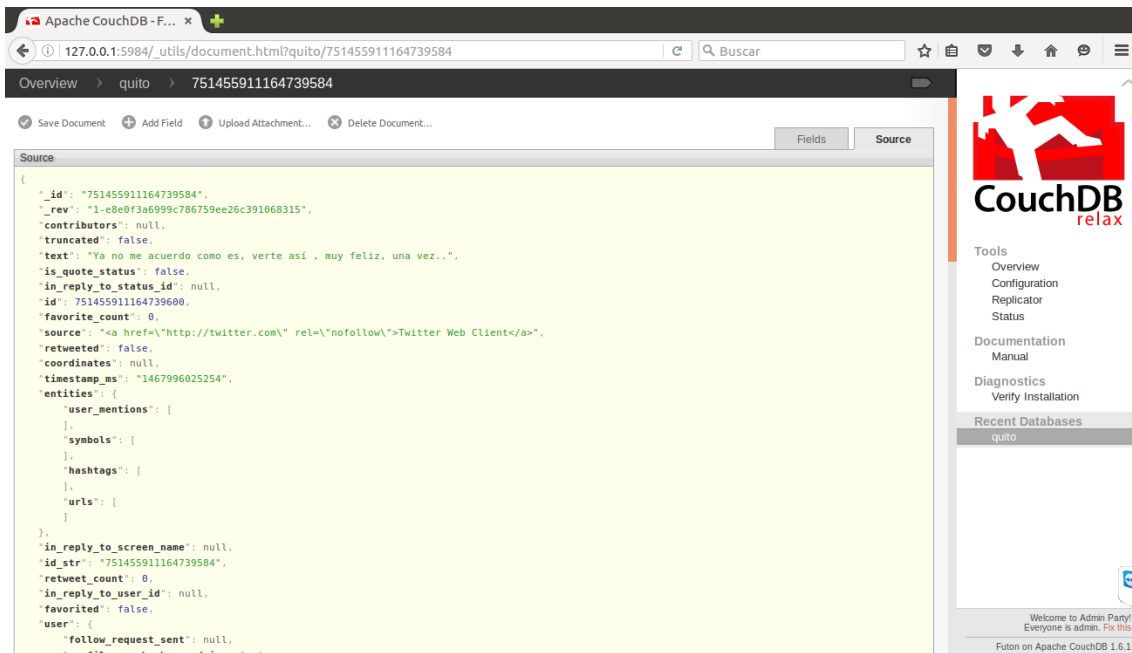 Apache CouchDB - F... ×
127.0.0.1:5984/_utils/document.html?quito/751455911164739584
Buscar
Overview > quito > 751455911164739584
Save Document Add Field Upload Attachment... Delete Document...
Fields Source
Source
{
"_id": "751455911164739584",
"_rev": "1-e8e0f3a6999c786759ee26c391068315",
"contributors": null,
"truncated": false,
"text": "Ya no me acuerdo como es, verte así , muy feliz, una vez..",
"is_quote_status": false,
"in_reply_to_status_id": null,
"id": 751455911164739600,
"favorite_count": 0,
"source": "<a href=\"http://twitter.com\" rel=\"nofollow\">Twitter Web Client</a>",
"retweeted": false,
"coordinates": null,
"timestamp_ms": "1467996025254",
"entities": {
"user_mentions": [
],
"symbols": [
],
"hashtags": [
],
"urls": [
]
},
"in_reply_to_screen_name": null,
"id_str": "751455911164739584",
"retweet_count": 0,
"in_reply_to_user_id": null,
"favorited": false,
"user": {
"follow_request_sent": null,
CouchDB
relax
Tools
Overview
Configuration
Replicator
Status
Documentation
Manual
Diagnostics
Verify Installation
Recent Databases
quito
Welcome to Admin Party!
Everyone is admin. Fix this
Futon on Apache CouchDB 1.6.1